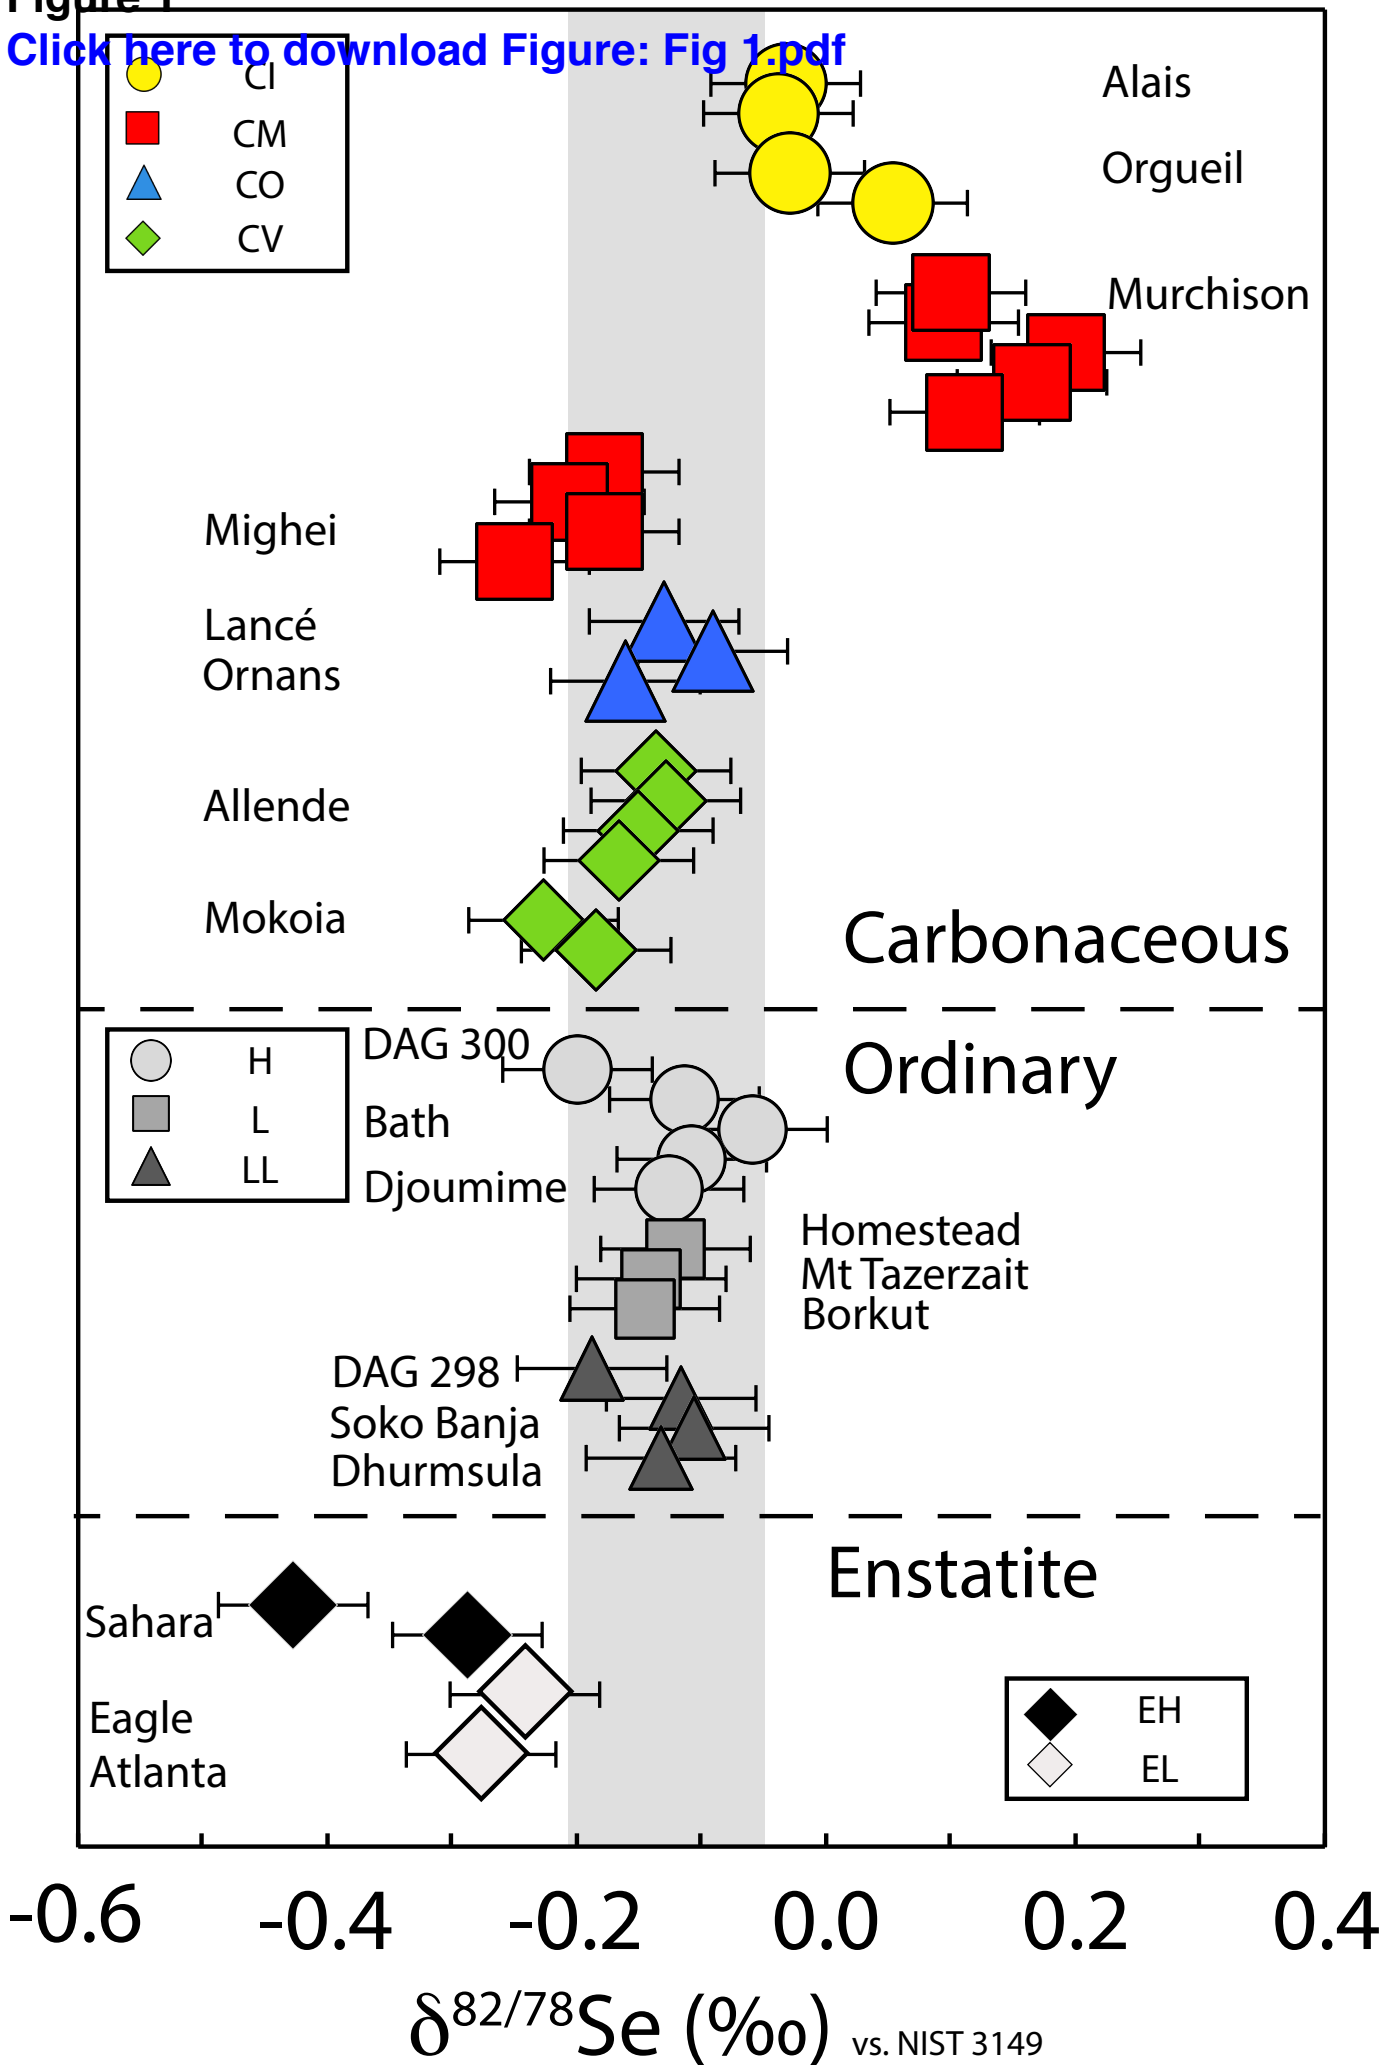 Figure 1
Click here to download Figure: Fig 1.pdf
CI
CM
CO
CV
Alais
Orgueil
Murchison
Mighei
Lancé
Ornans
Allende
Mokoia
Carbonaceous
H
L
LL
DAG 300
Bath
Djoumime
Ordinary
Homestead
Mt Tazerzait
Borkut
DAG 298
Soko Banja
Dhurmsula
Enstatite
Sahara
Eagle
Atlanta
EH
EL
-0.6 -0.4 -0.2 0.0 0.2 0.4
δ82/78Se (‰) vs. NIST 3149